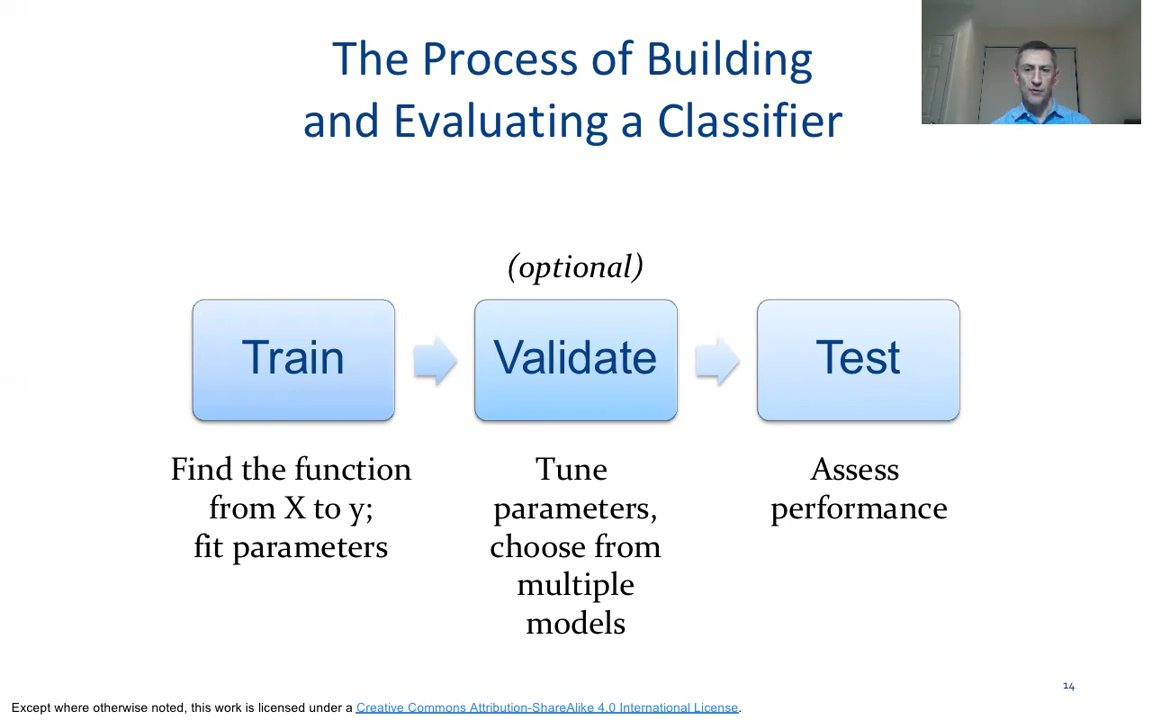 The Process of Building
and Evaluating a Classifier
(optional)
Train
Validate
Test
Find the function
from X to y;
fit parameters
Tune
parameters,
choose from
multiple
models
Assess
performance
14
Except where otherwise noted, this work is licensed under a Creative Commons Attribution-ShareAlike 4.0 International License.